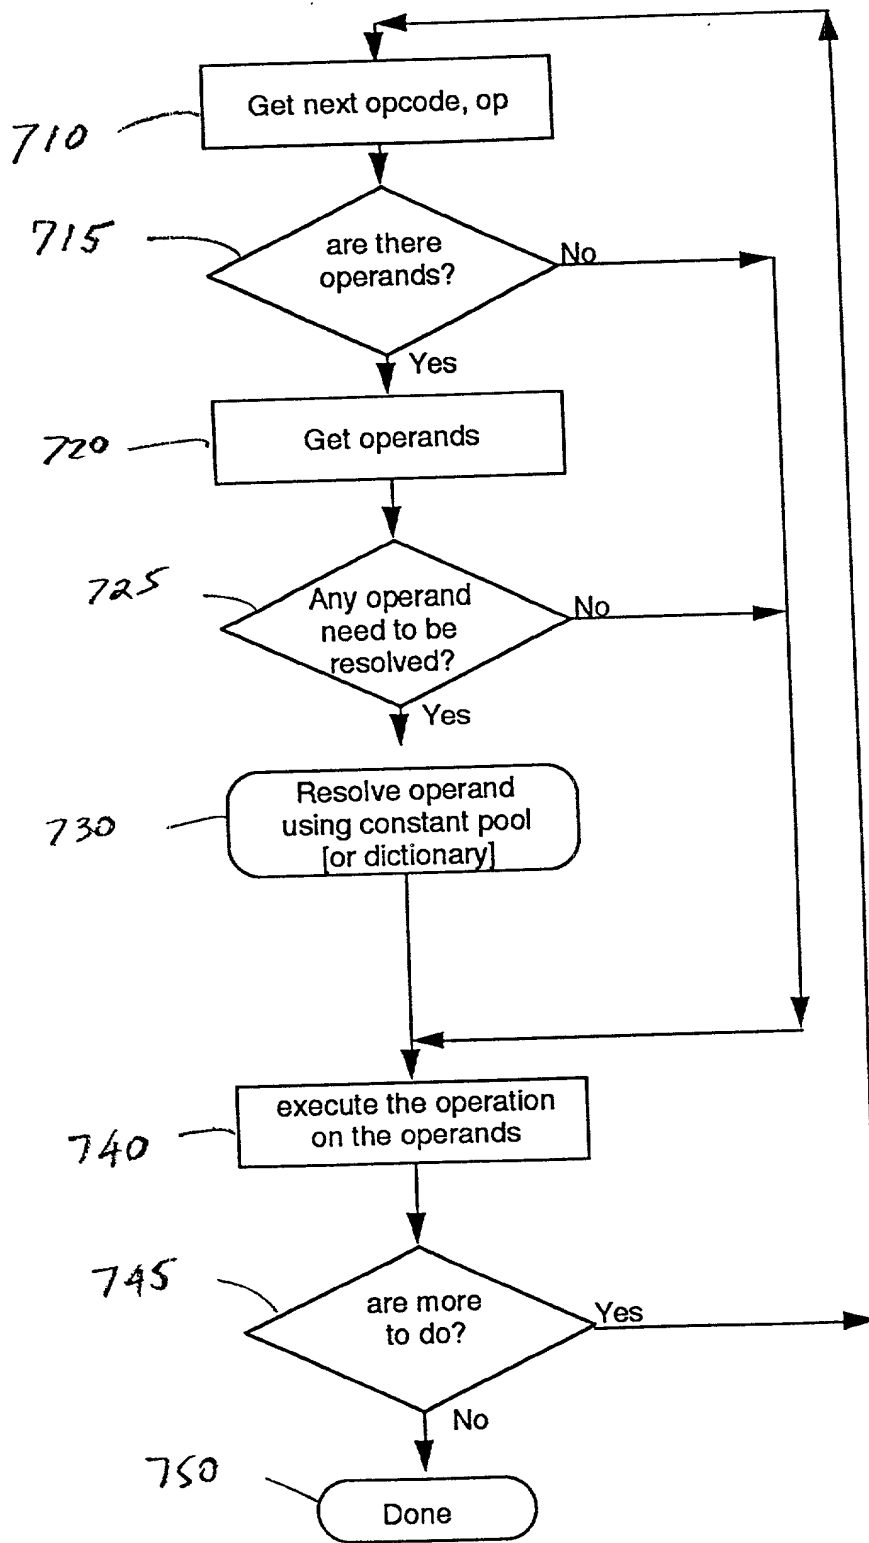 Get next opcode, op
710
715
are there
operands?
No
Yes
720
Get operands
725
Any operand
need to be
resolved?
No
Yes
730
Resolve operand
using constant pool
[or dictionary]
740
execute the operation
on the operands
745
are more
to do?
Yes
No
750
Done